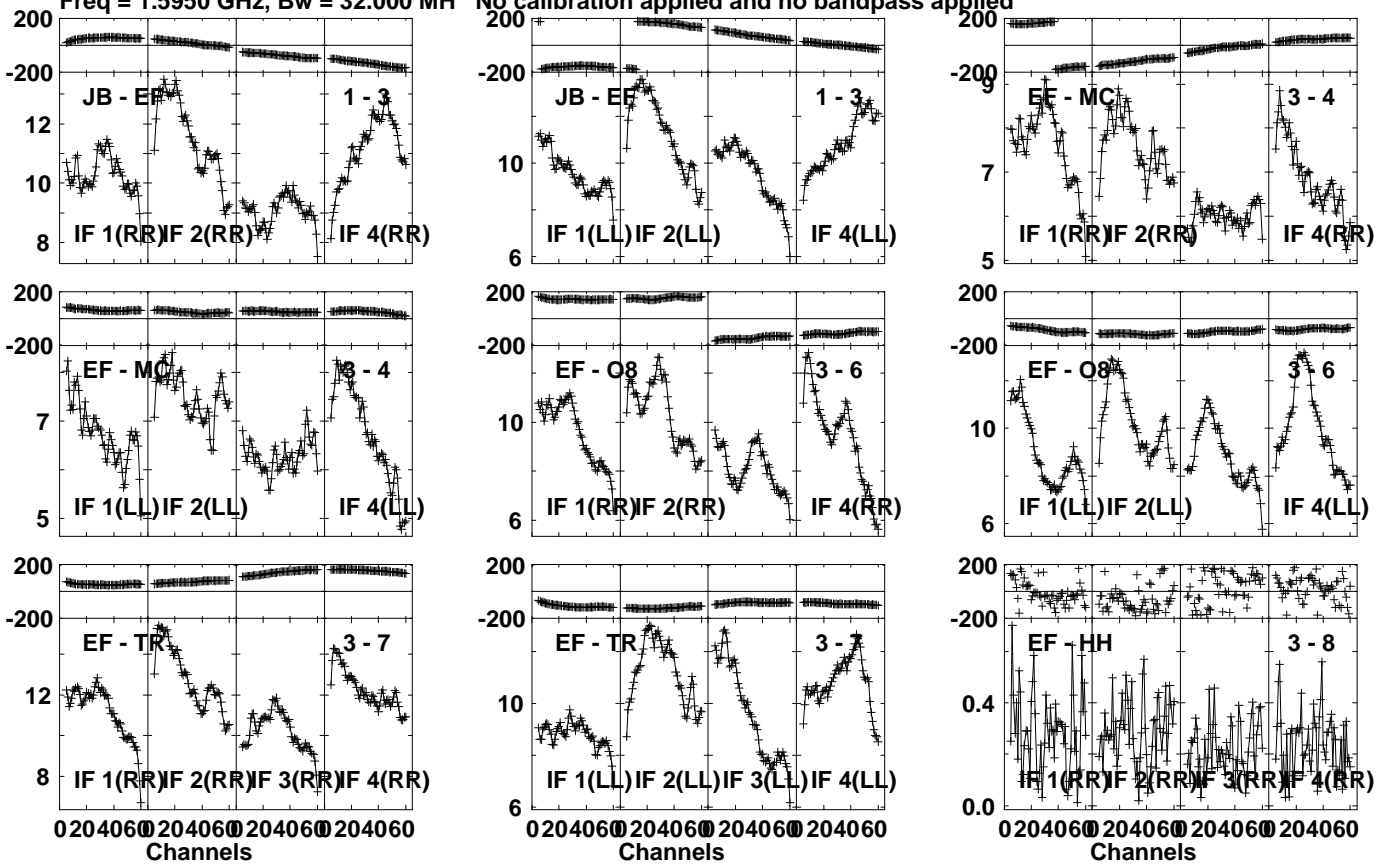 Freq = 1.5950 GHz, Bw = 32.000 MH No calibration applied and no bandpass applied
200
-200
JB - EF 1 - 3
12
10
8
IF 1(RR) IF 2(RR) IF 4(RR)
200
-200
JB - EF 1 - 3
10
6
IF 1(LL) IF 2(LL) IF 4(LL)
200
-200
9
EF - MC 3 - 4
7
5
IF 1(RR) IF 2(RR) IF 4(RR)
200
-200
EF - MC 3 - 4
7
5
IF 1(LL) IF 2(LL) IF 4(LL)
200
-200
EF - O8 3 - 6
10
6
IF 1(RR) IF 2(RR) IF 4(RR)
200
-200
EF - O8 3 - 6
10
6
IF 1(LL) IF 2(LL) IF 4(LL)
200
-200
EF - TR 3 - 7
12
8
IF 1(RR) IF 2(RR) IF 3(RR) IF 4(RR)
0 20 40 60 0 20 40 60 0 20 40 60 0 20 40 60
Channels
200
-200
EF - TR 3 - 7
10
6
IF 1(LL) IF 2(LL) IF 3(LL) IF 4(LL)
0 20 40 60 0 20 40 60 0 20 40 60 0 20 40 60
Channels
200
-200
EF - HH 3 - 8
0.4
0.0
IF 1(RR) IF 2(RR) IF 3(RR) IF 4(RR)
0 20 40 60 0 20 40 60 0 20 40 60 0 20 40 60
Channels